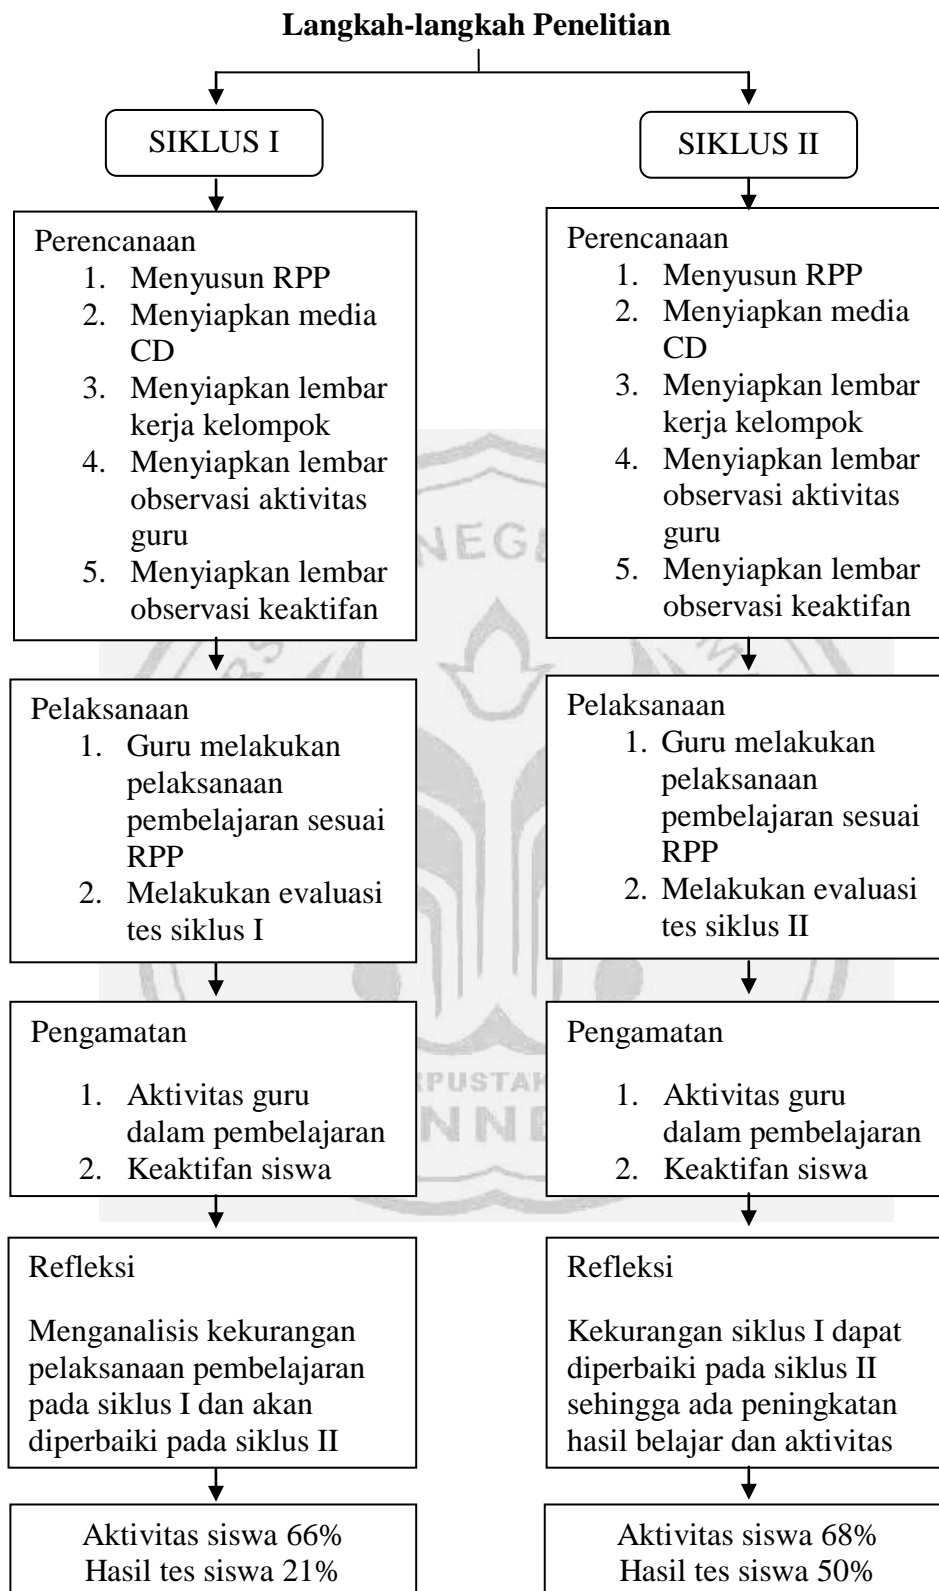 Langkah-langkah Penelitian
SIKLUS I
Perencanaan
1. Menyusun RPP
2. Menyiapkan media
CD
3. Menyiapkan lembar
kerja kelompok
4. Menyiapkan lembar
observasi aktivitas
guru
5. Menyiapkan lembar
observasi keaktifan
Pelaksanaan
1. Guru melakukan
pelaksanaan
pembelajaran sesuai
RPP
2. Melakukan evaluasi
tes siklus I
Pengamatan
1. Aktivitas guru
dalam pembelajaran
2. Keaktifan siswa
Refleksi
Menganalisis kekurangan
pelaksanaan pembelajaran
pada siklus I dan akan
diperbaiki pada siklus II
Aktivitas siswa 66%
Hasil tes siswa 21%
SIKLUS II
Perencanaan
1. Menyusun RPP
2. Menyiapkan media
CD
3. Menyiapkan lembar
kerja kelompok
4. Menyiapkan lembar
observasi aktivitas
guru
5. Menyiapkan lembar
observasi keaktifan
Pelaksanaan
1. Guru melakukan
pelaksanaan
pembelajaran sesuai
RPP
2. Melakukan evaluasi
tes siklus II
Pengamatan
1. Aktivitas guru
dalam pembelajaran
2. Keaktifan siswa
Refleksi
Kekurangan siklus I dapat
diperbaiki pada siklus II
sehingga ada peningkatan
hasil belajar dan aktivitas
Aktivitas siswa 68%
Hasil tes siswa 50%